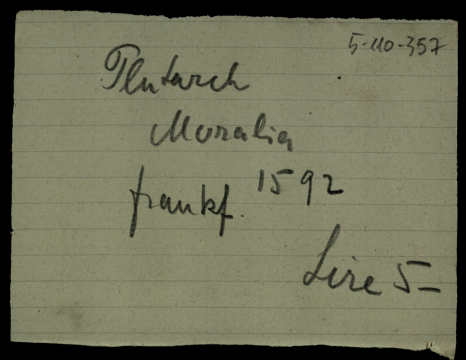 5-110-357
Plutarch
Moralia
frankf. 1592
Lire 5-